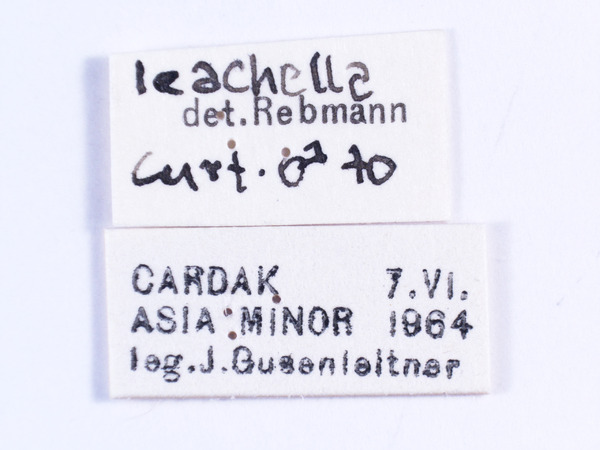 leachella
det. Rebmann
Curt. ♂ 70
CARDAK 7.VI.
ASIA MINOR 1964
leg. J. Gusenleitner